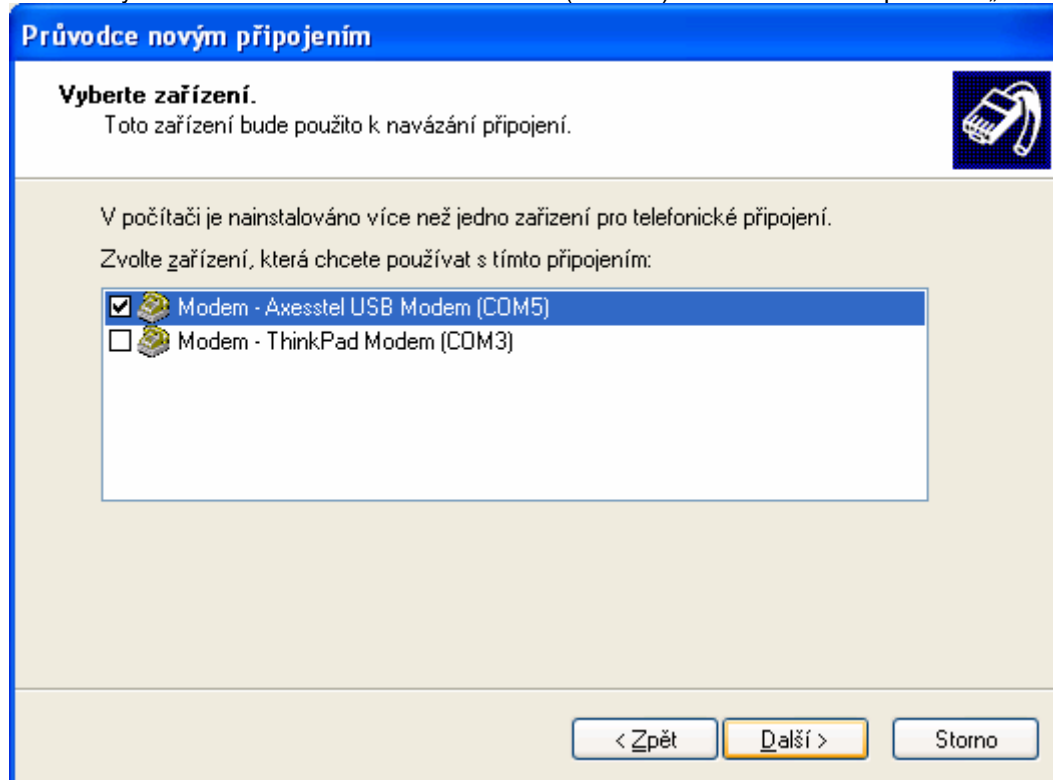 Průvodce novým připojením
Vyberte zařízení.
Toto zařízení bude použito k navázání připojení.
V počítači je nainstalováno více než jedno zařizení pro telefonické připojení.
Zvolte zařízení, která chcete používat s tímto připojením:
Modem - Axesstel USB Modem (COM5)
Modem - ThinkPad Modem (COM3)
< Zpět
Další >
Storno